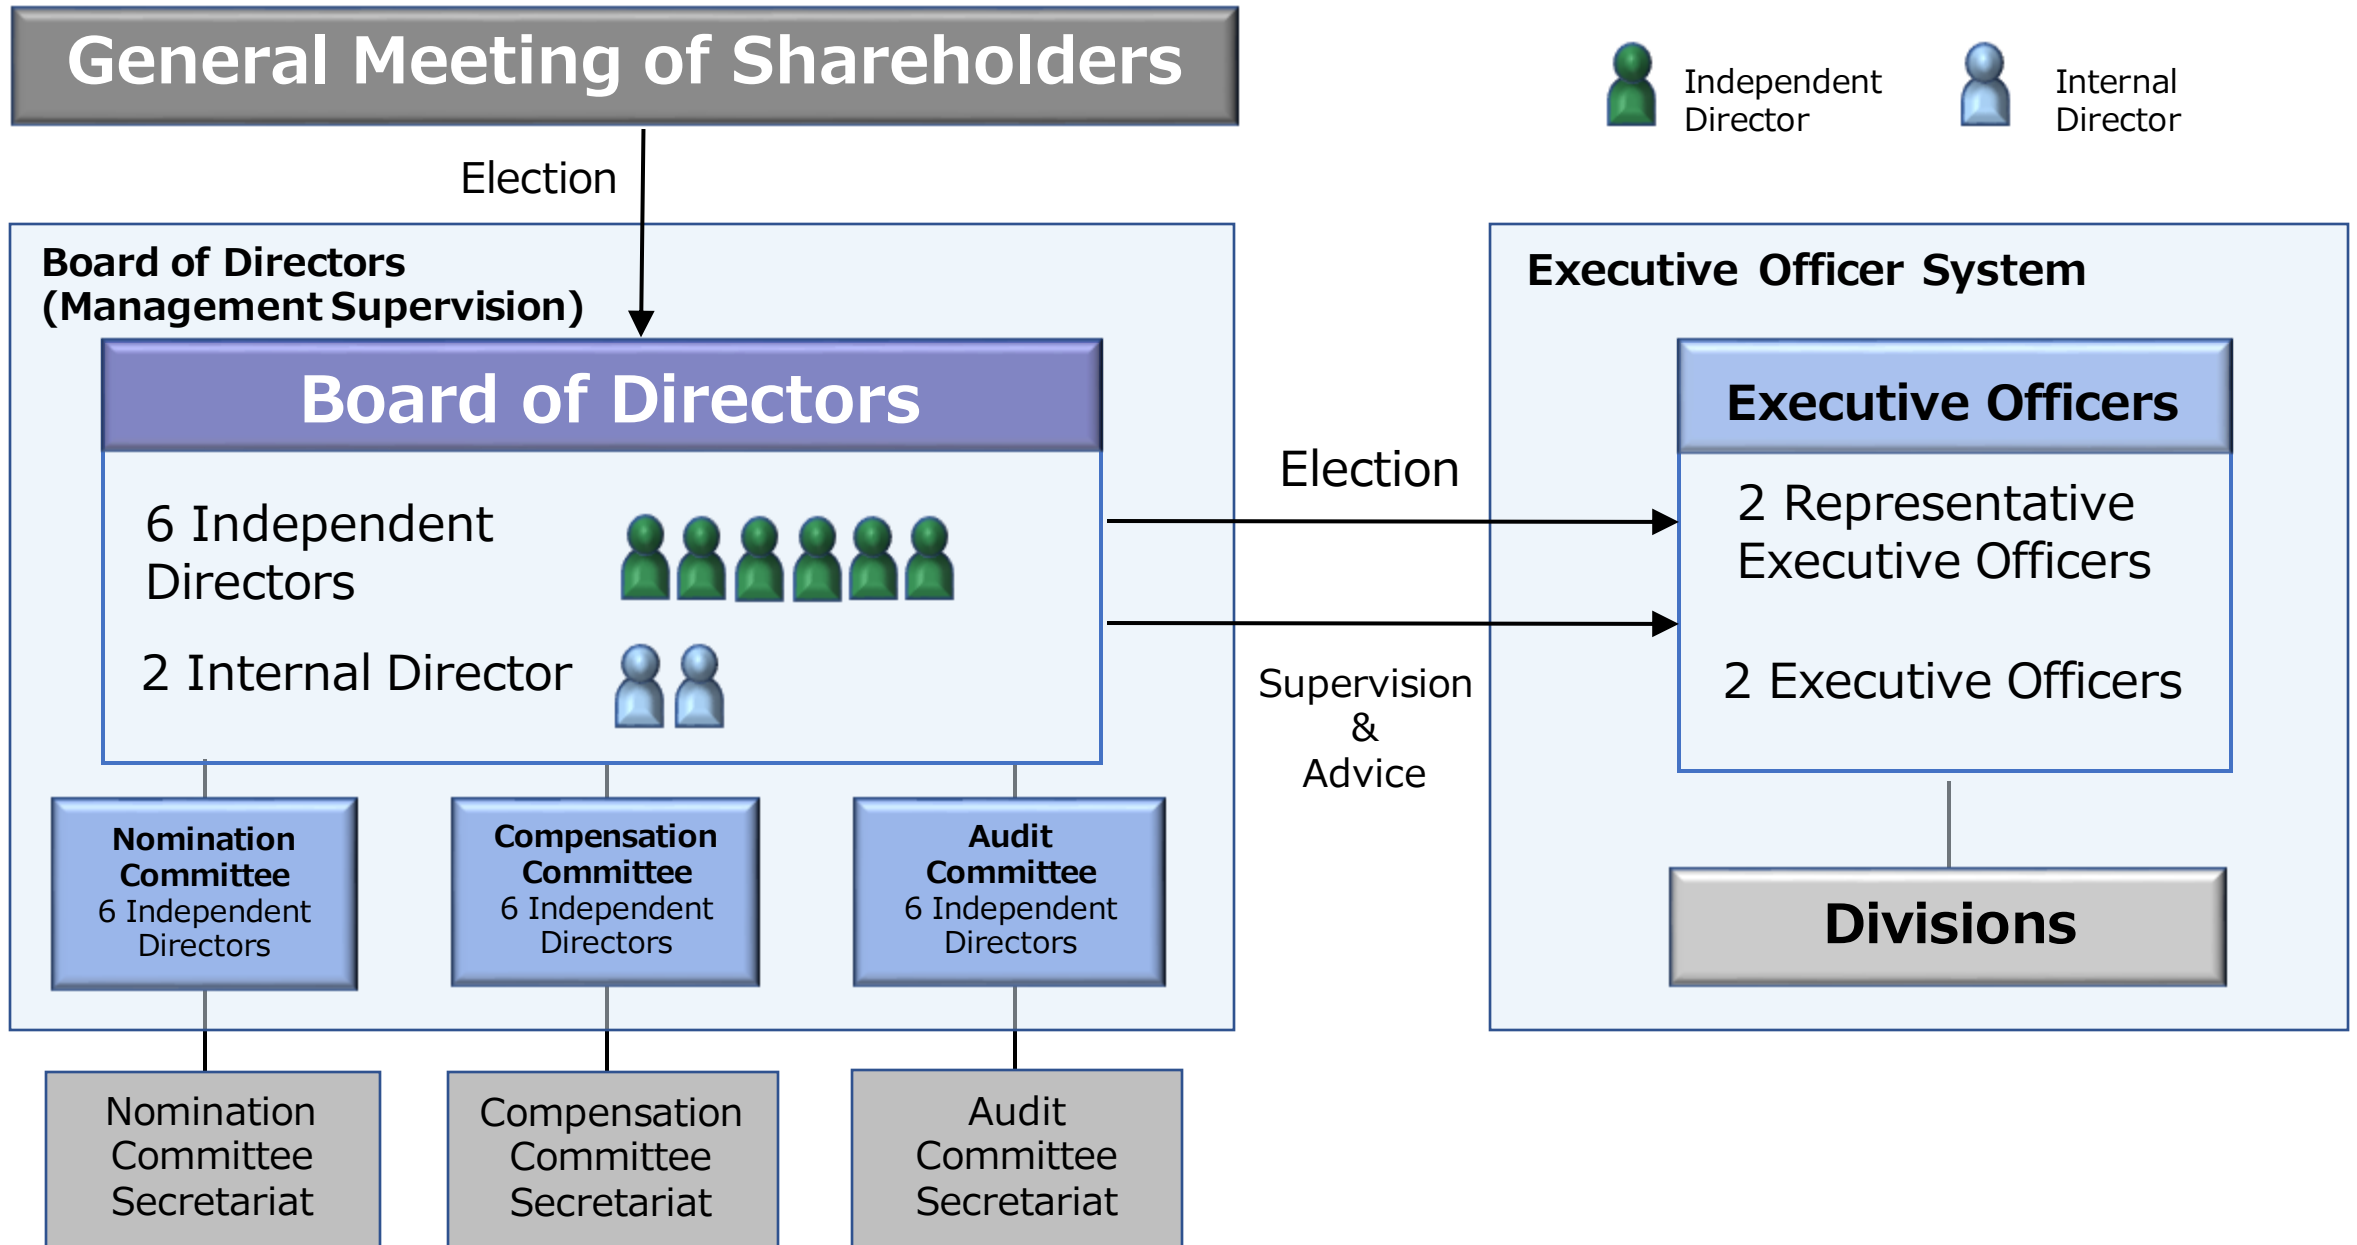 General Meeting of Shareholders
Independent
Director
Internal
Director
Election
Board of Directors
(Management Supervision)
Board of Directors
6 Independent
Directors
2 Internal Director
Nomination
Committee
6 Independent
Directors
Compensation
Committee
6 Independent
Directors
Audit
Committee
6 Independent
Directors
Nomination
Committee
Secretariat
Compensation
Committee
Secretariat
Audit
Committee
Secretariat
Election
Supervision
&
Advice
Executive Officer System
Executive Officers
2 Representative
Executive Officers
2 Executive Officers
Divisions